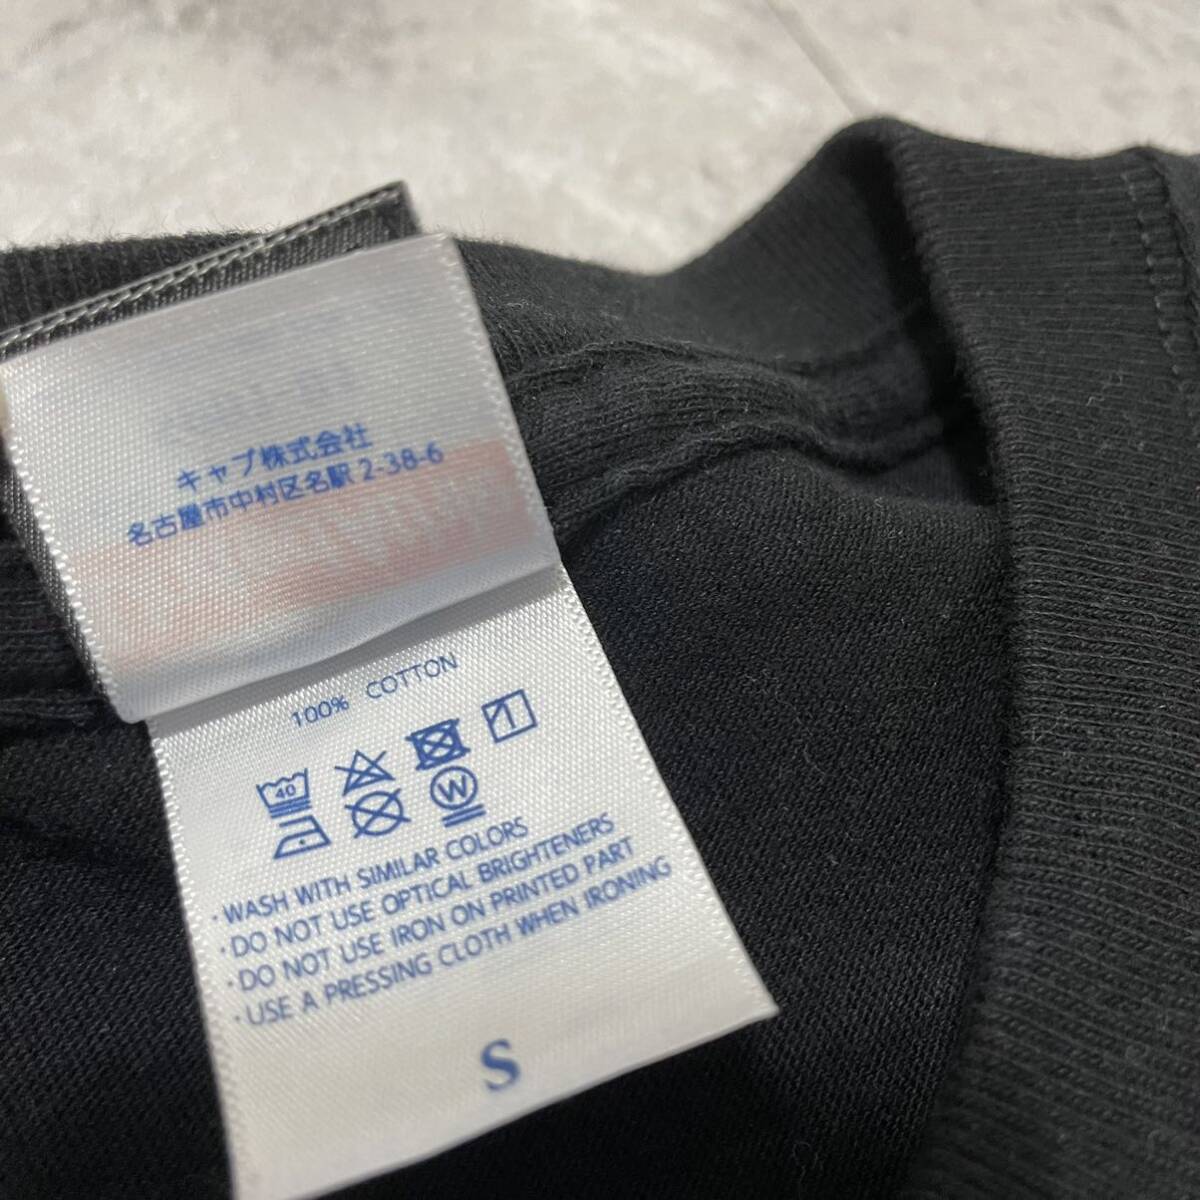 キャブ株式会社
名古屋市中村区名駅2-38-6
100% COTTON
40
W
· WASH WITH SIMILAR COLORS
· DO NOT USE OPTICAL BRIGHTENERS
· DO NOT USE IRON ON PRINTED PART
· USE A PRESSING CLOTH WHEN IRONING
S